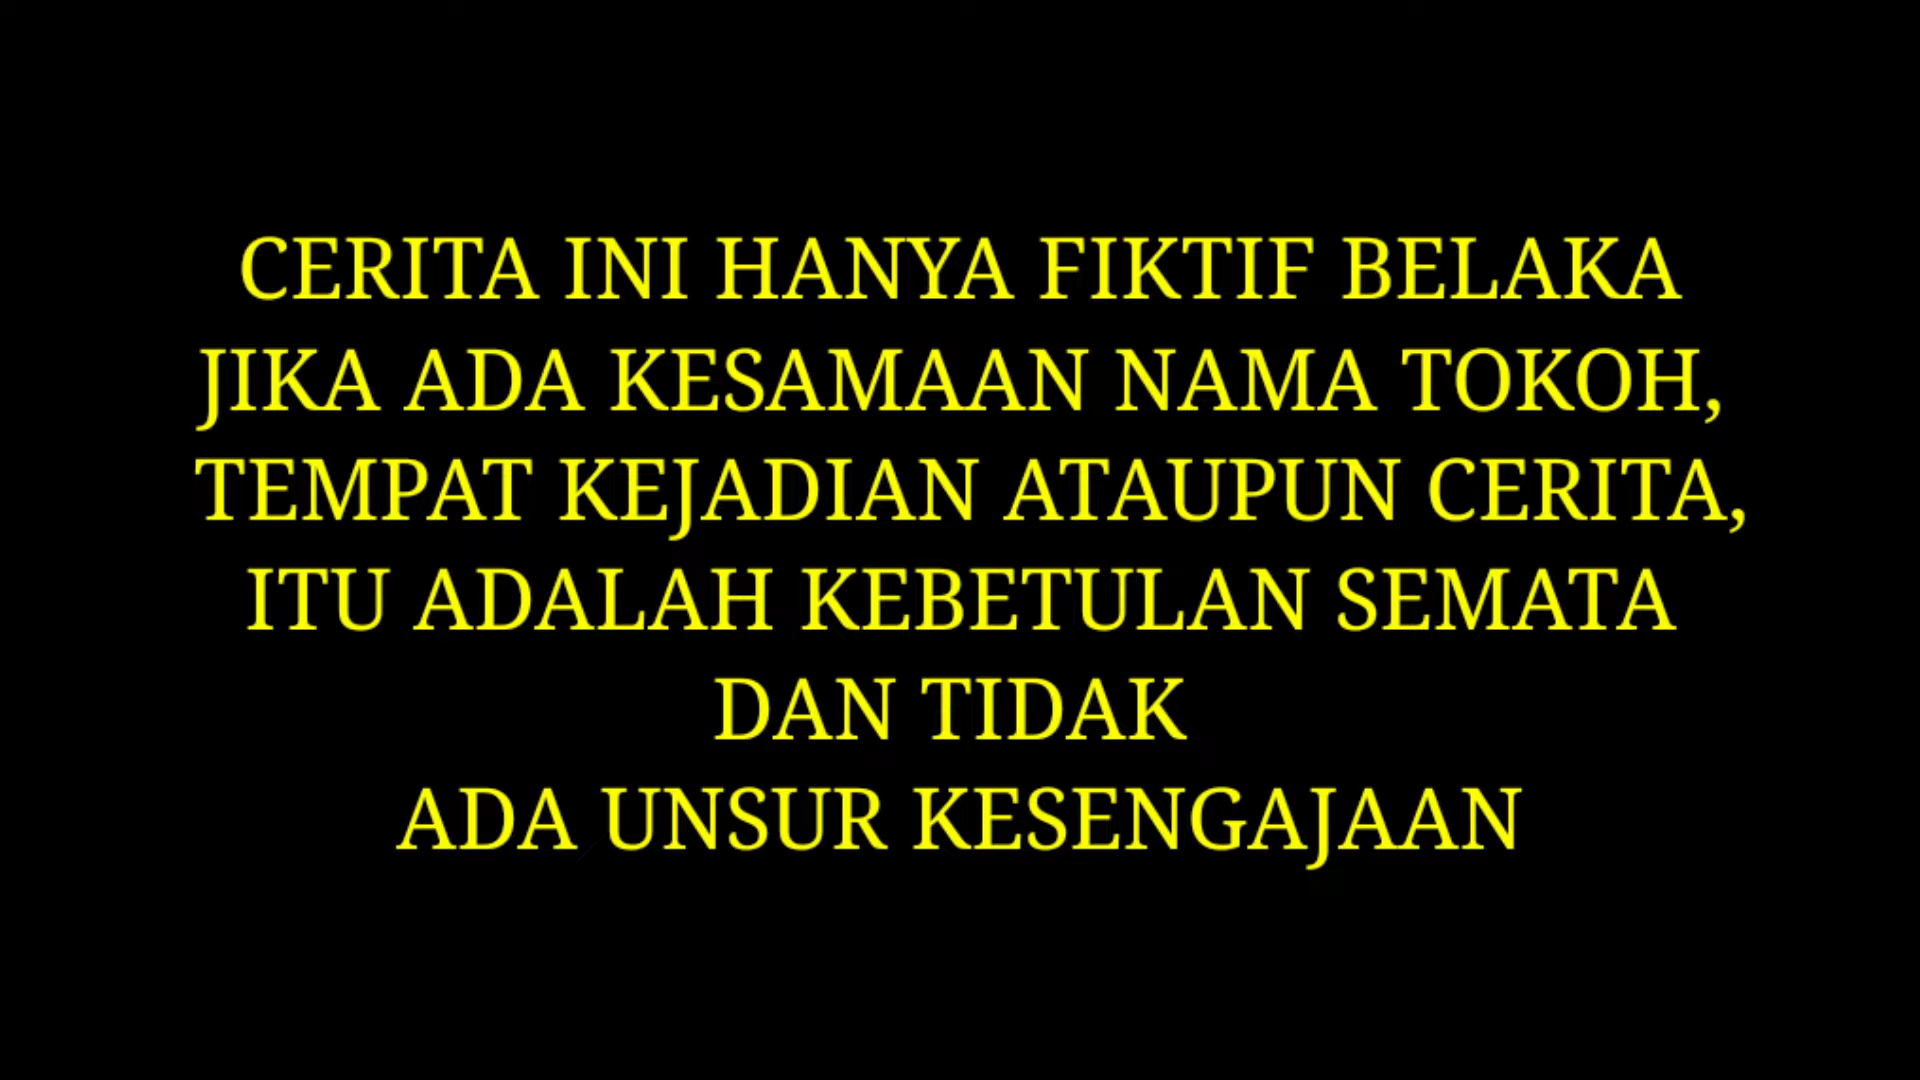 CERITA INI HANYA FIKTIF BELAKA
JIKA ADA KESAMAAN NAMA TOKOH,
TEMPAT KEJADIAN ATAUPUN CERITA,
ITU ADALAH KEBETULAN SEMATA
DAN TIDAK
ADA UNSUR KESENGAJAAN